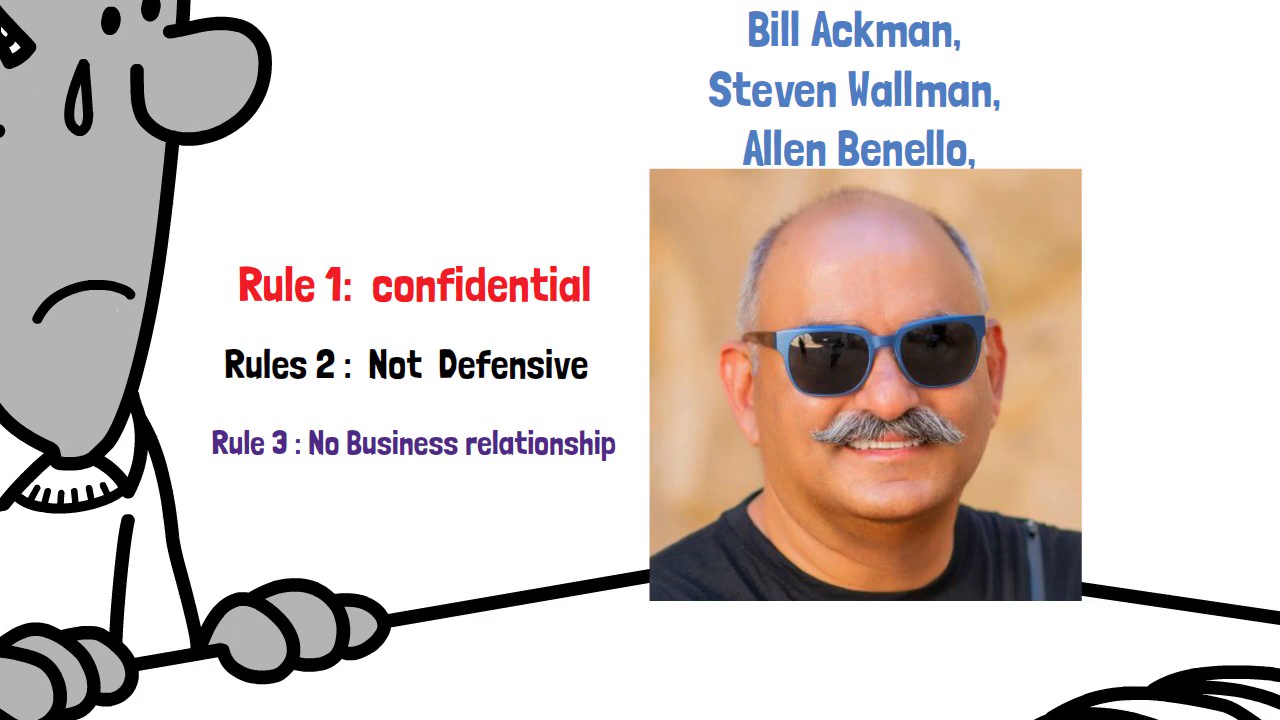 Bill Ackman,
Steven Wallman,
Allen Benello,
Rule 1: confidential
Rules 2 : Not Defensive
Rule 3 : No Business relationship